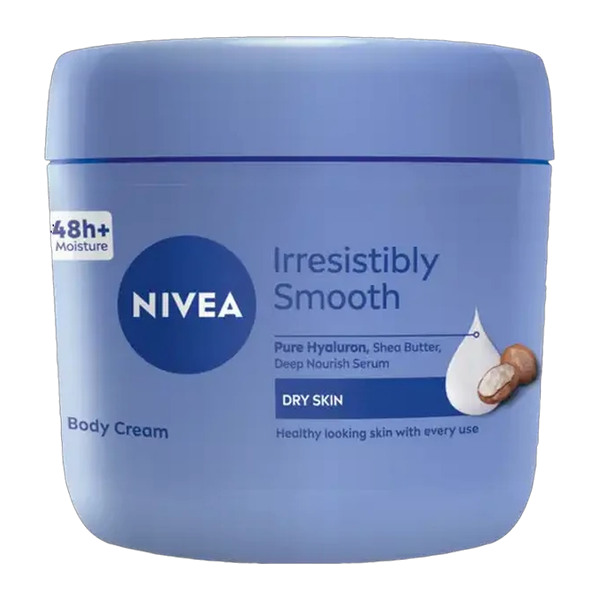 48h+
Moisture
NIVEA
Irresistibly
Smooth
Pure Hyaluron, Shea Butter,
Deep Nourish Serum
DRY SKIN
Body Cream
Healthy looking skin with every use